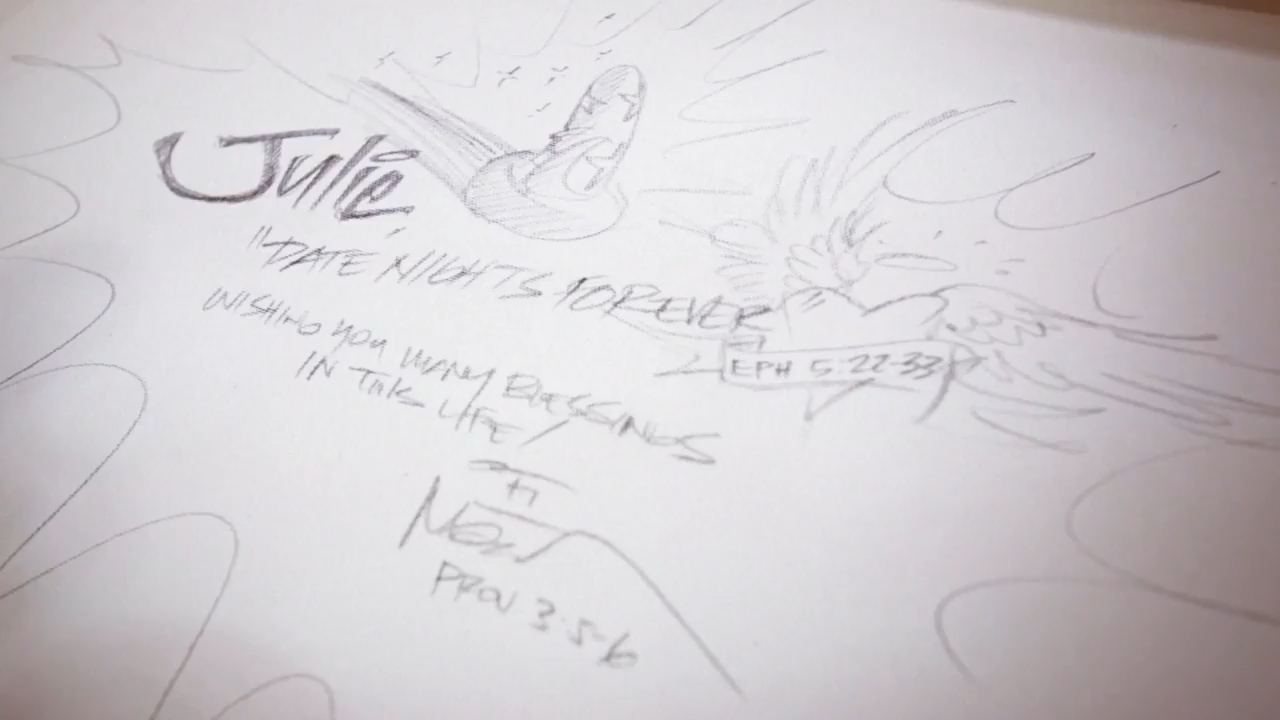 Julie,
"DATE NIGHTS FOREVER"
WISHING YOU MANY BLESSINGS
IN THIS LIFE!
EPH 5:22-33
PROV 3:5-6